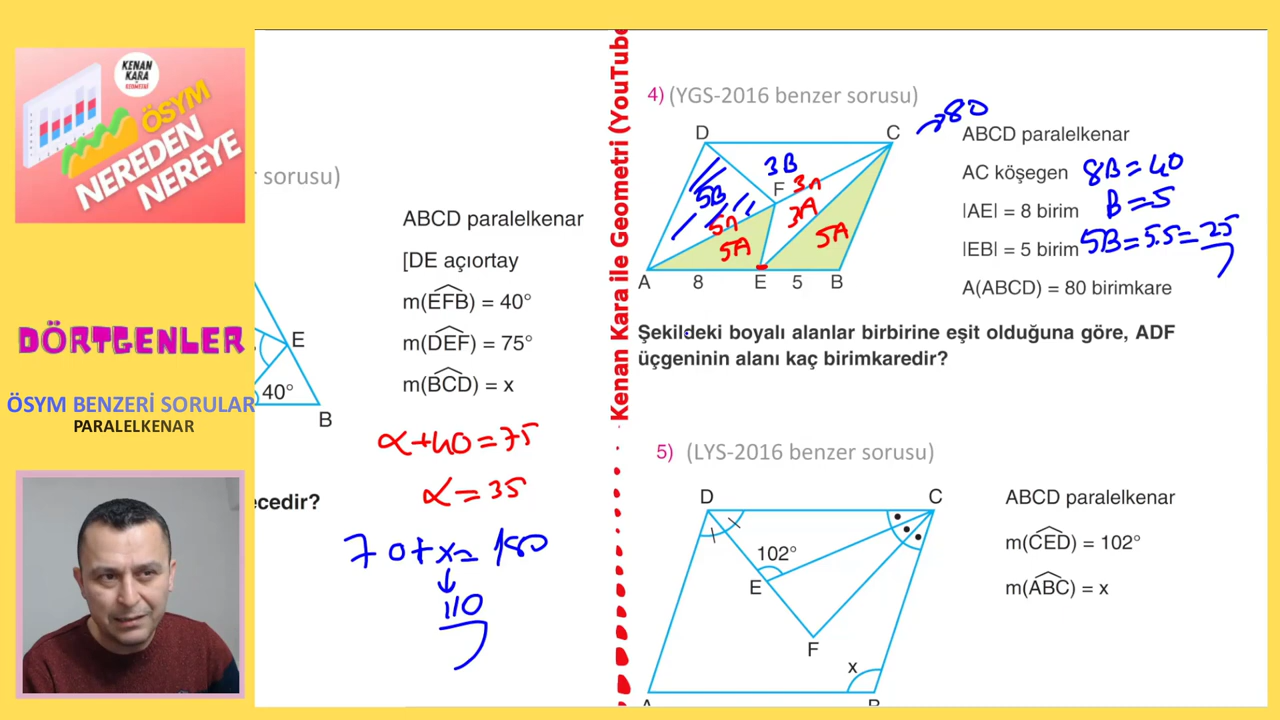 KENAN
KARA
ile
GEOMETRİ
ÖSYM
NEREDEN
NEREYE
DÖRTGENLER
ÖSYM BENZERİ SORULAR
PARALELKENAR
r sorusu)
ABCD paralelkenar
[DE açıortay
m(EFB) = 40°
m(DEF) = 75°
m(BCD) = x
E
40°
B
α+40=75
α=35
ecedir?
70+x=180
110
Kenan Kara ile Geometri (YouTube
4) (YGS-2016 benzer sorusu)
D
C
80
ABCD paralelkenar
3B
AC köşegen 8B=40
5B
F
3n
|AE| = 8 birim B=5
5n
3A
5A
5A
|EB| = 5 birim 5B=5.5=25
A
8
E
5
B
A(ABCD) = 80 birimkare
Şekildeki boyalı alanlar birbirine eşit olduğuna göre, ADF
üçgeninin alanı kaç birimkaredir?
5) (LYS-2016 benzer sorusu)
D
C
ABCD paralelkenar
102°
m(CED) = 102°
E
m(ABC) = x
F
x
A
B